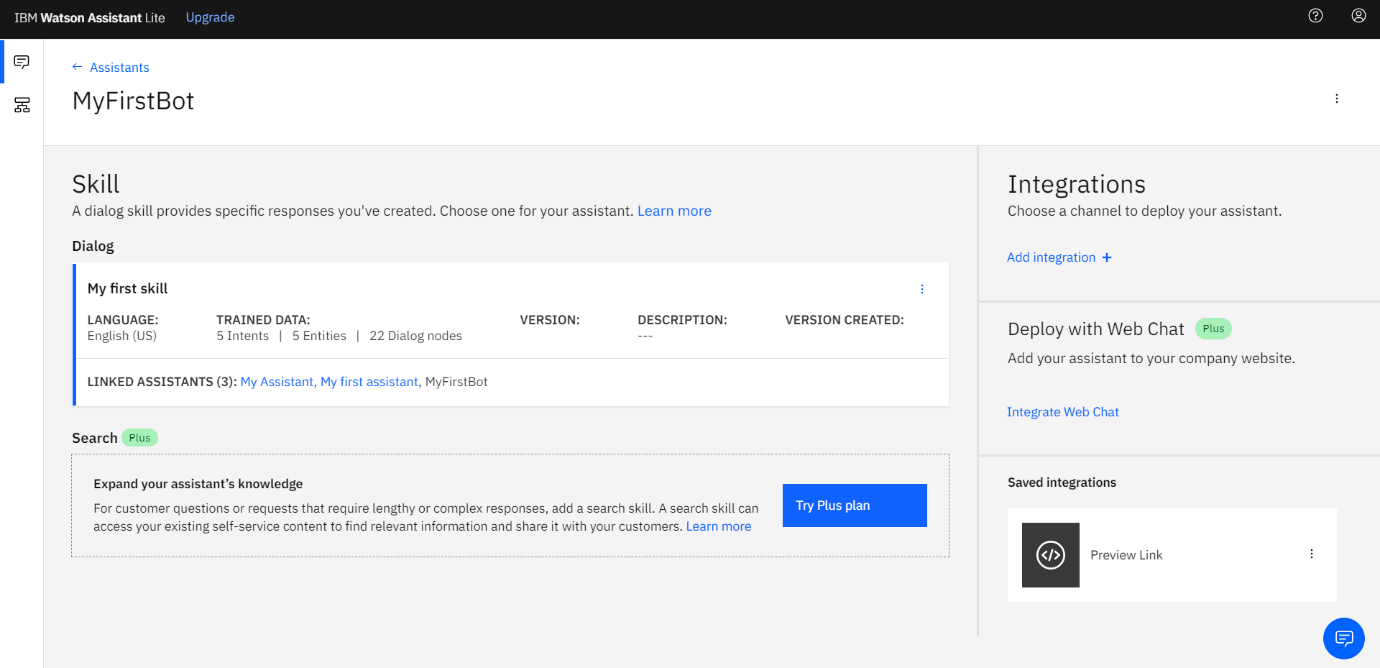 IBM Watson Assistant Lite Upgrade
← Assistants
MyFirstBot
Skill
A dialog skill provides specific responses you've created. Choose one for your assistant. Learn more
Dialog
My first skill
LANGUAGE: TRAINED DATA: VERSION: DESCRIPTION: VERSION CREATED:
English (US) 5 Intents | 5 Entities | 22 Dialog nodes ---
LINKED ASSISTANTS (3): My Assistant, My first assistant, MyFirstBot
Search Plus
Expand your assistant's knowledge
For customer questions or requests that require lengthy or complex responses, add a search skill. A search skill can
access your existing self-service content to find relevant information and share it with your customers. Learn more
Try Plus plan
Integrations
Choose a channel to deploy your assistant.
Add integration +
Deploy with Web Chat Plus
Add your assistant to your company website.
Integrate Web Chat
Saved integrations
</> Preview Link